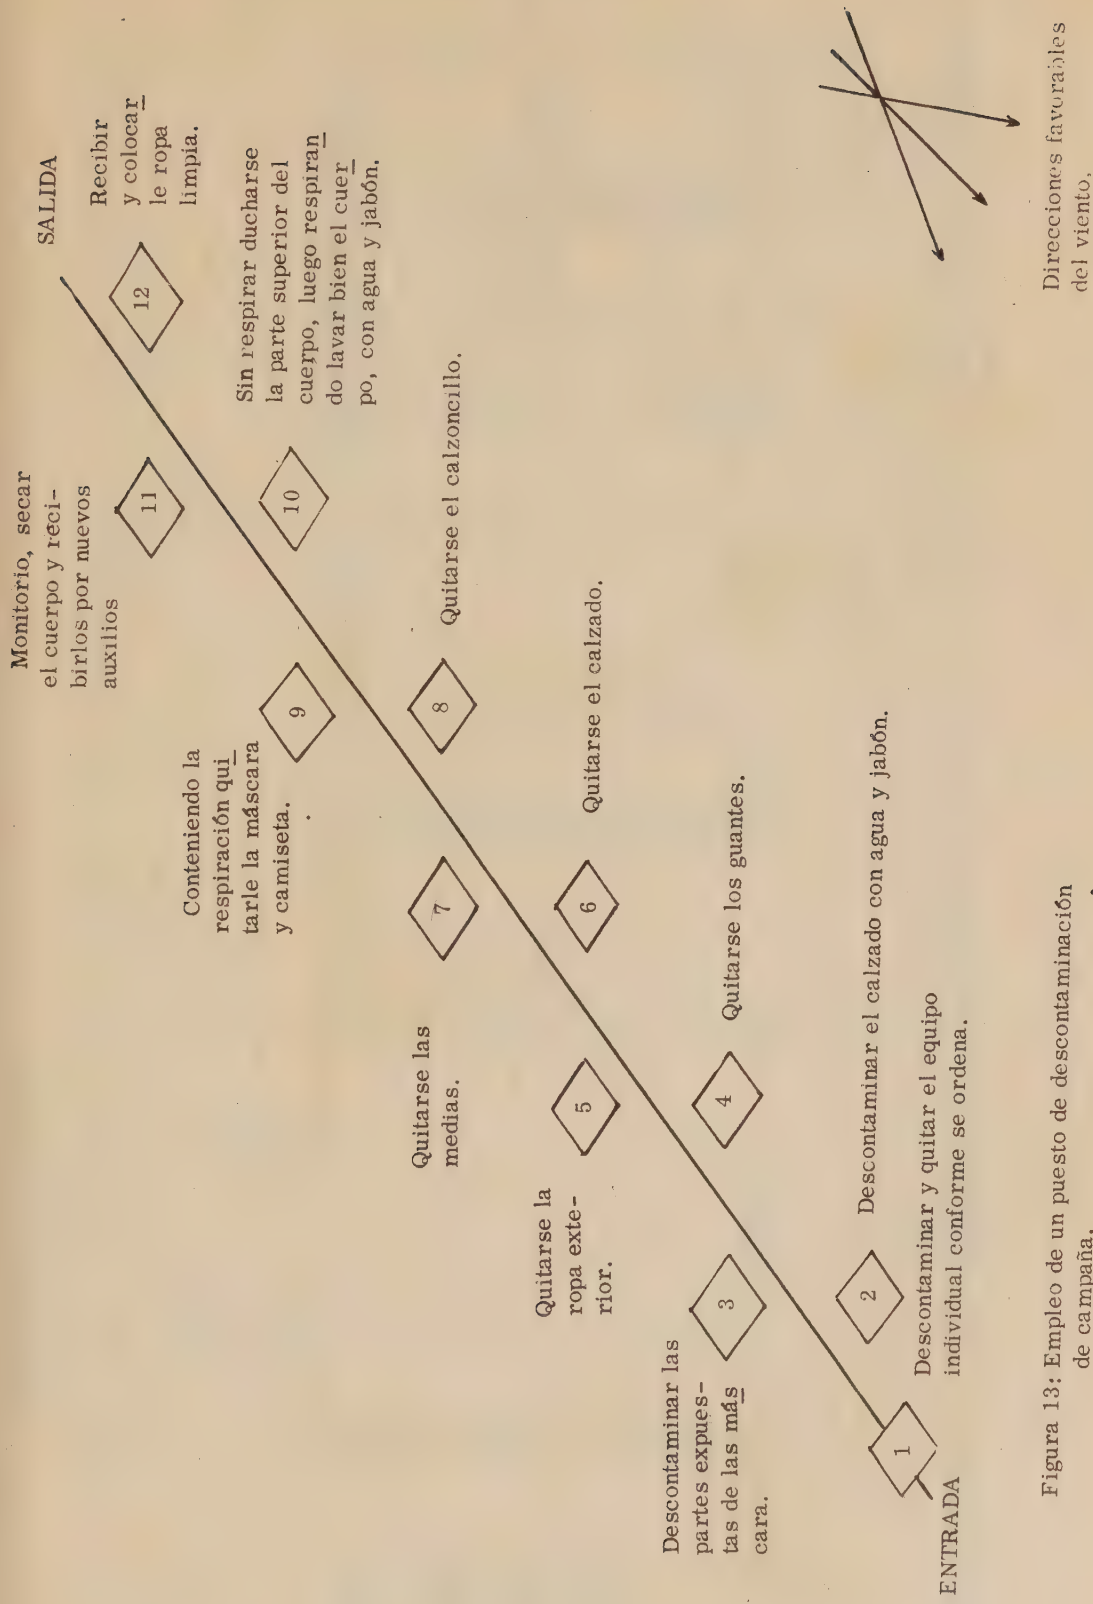 SALIDA
Monitorio, secar
el cuerpo y reci-
birlos por nuevos
auxilios
11
12
Recibir
y colocar
le ropa
limpia.
Conteniendo la
respiración qui
tarle la máscara
y camiseta.
9
10
Sin respirar ducharse
la parte superior del
cuerpo, luego respiran
do lavar bien el cuer
po, con agua y jabón.
Quitarse las
medias.
7
8
Quitarse el calzoncillo.
Quitarse la
ropa exte-
rior.
5
6
Quitarse el calzado.
Descontaminar las
partes expues-
tas de las más
cara.
3
4
Quitarse los guantes.
2
Descontaminar el calzado con agua y jabón.
1
Descontaminar y quitar el equipo
individual conforme se ordena.
ENTRADA
Direcciones favorables
del viento.
Figura 13: Empleo de un puesto de descontaminación
de campaña.